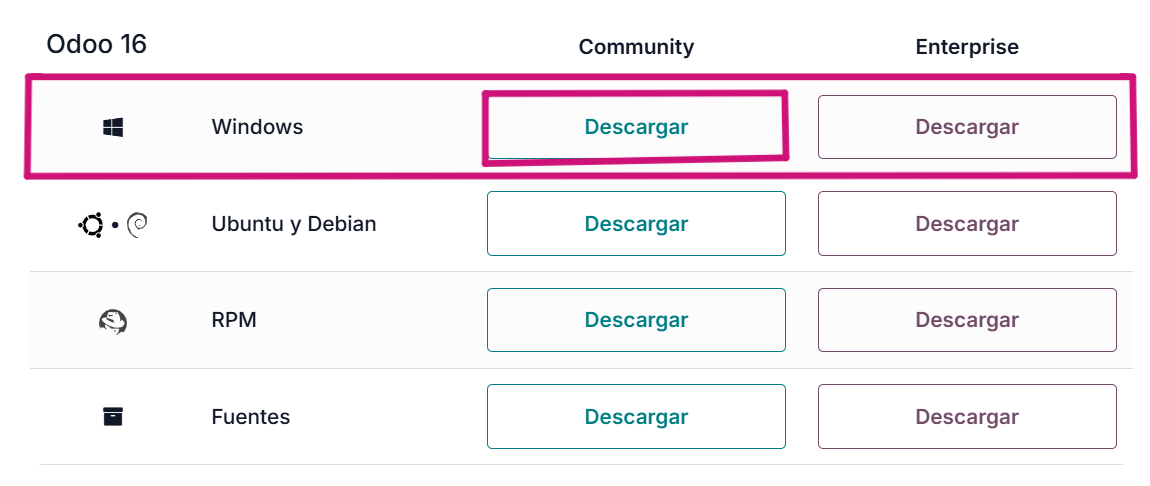 Odoo 16 Community Enterprise
Windows Descargar Descargar
Ubuntu y Debian Descargar Descargar
RPM Descargar Descargar
Fuentes Descargar Descargar